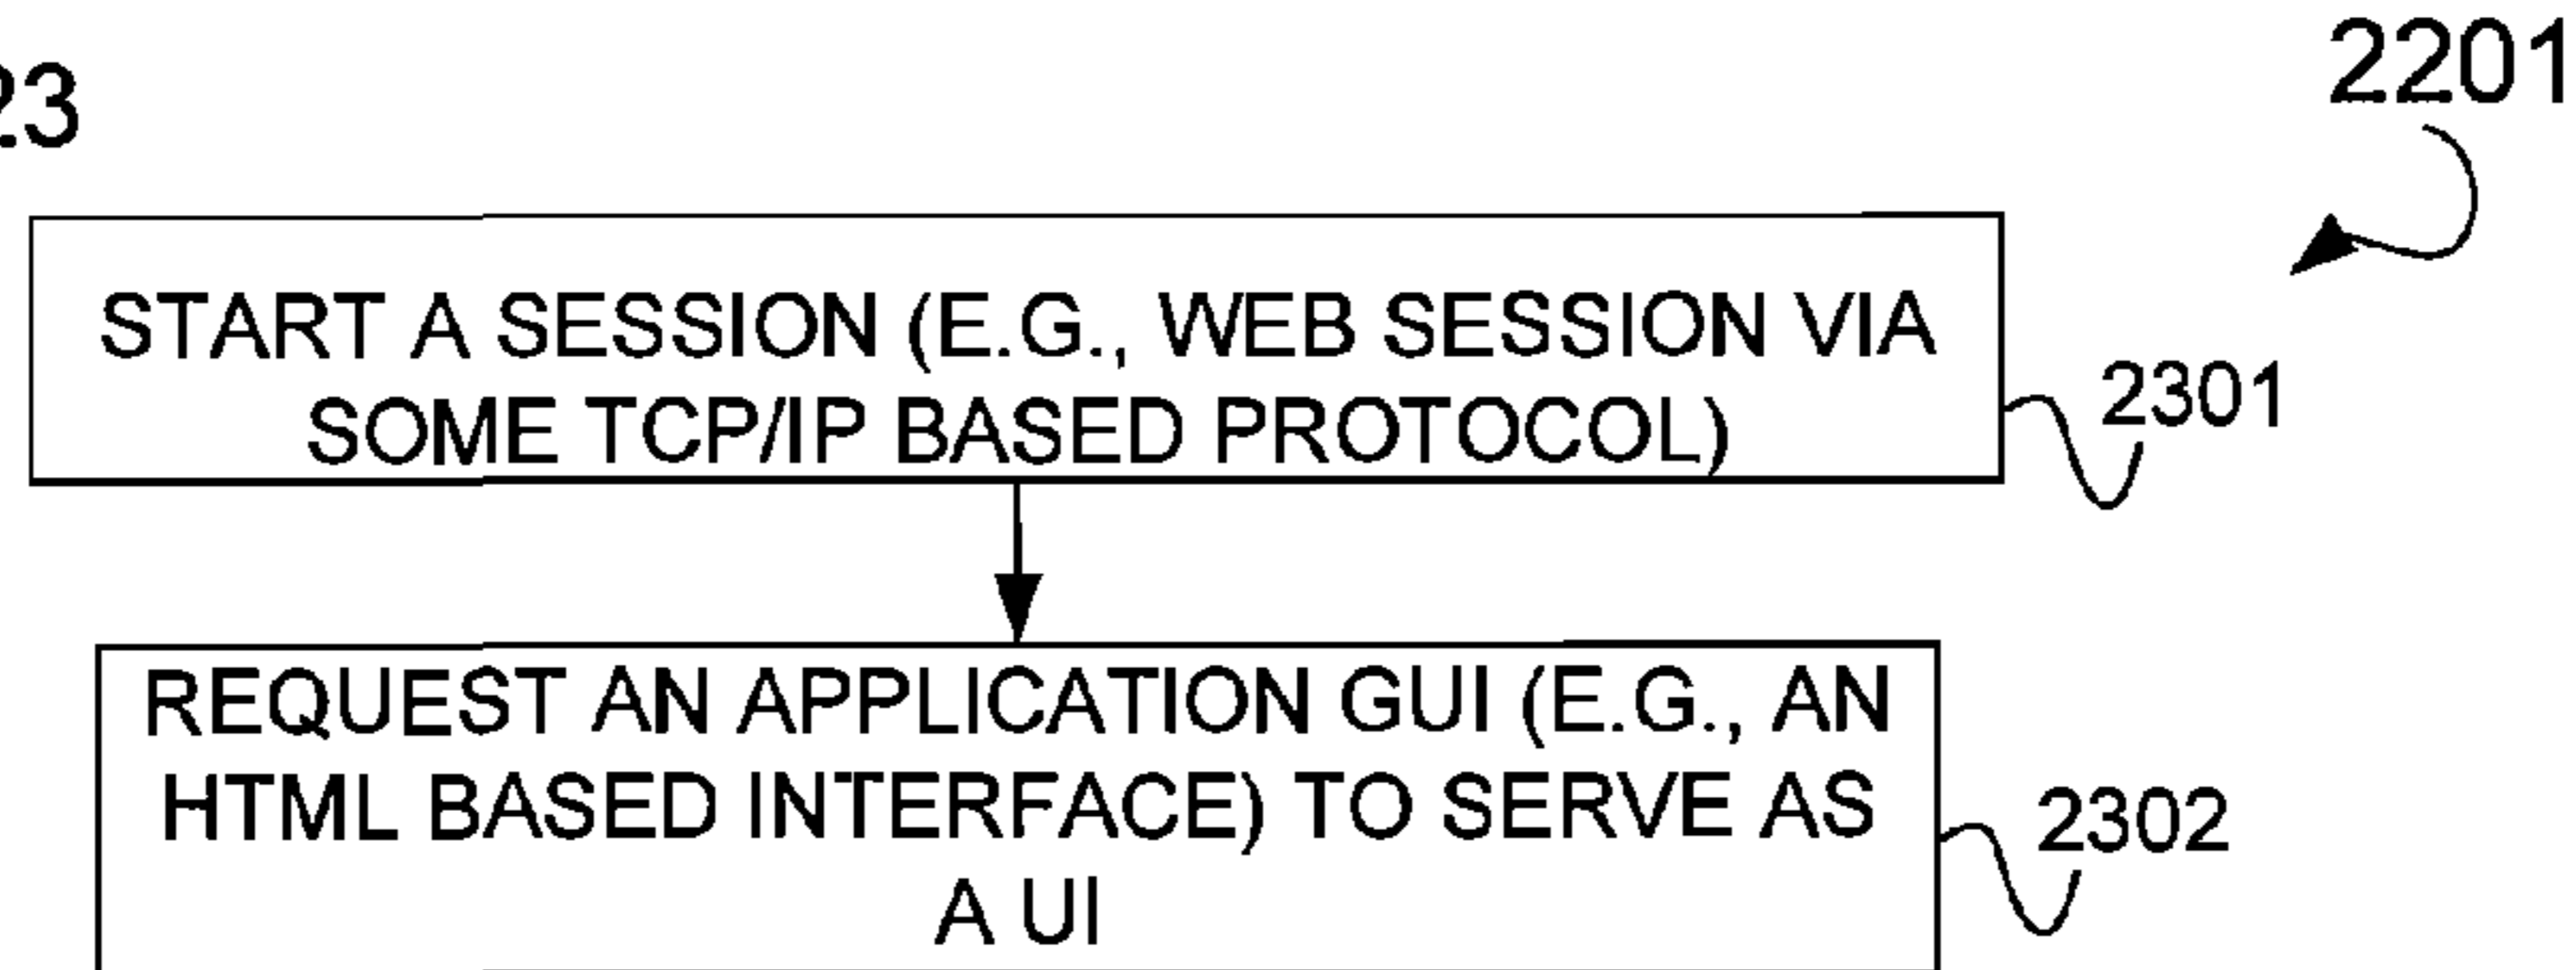 23
2201
START A SESSION (E.G., WEB SESSION VIA
SOME TCP/IP BASED PROTOCOL)
2301
REQUEST AN APPLICATION GUI (E.G., AN
HTML BASED INTERFACE) TO SERVE AS
A UI
2302